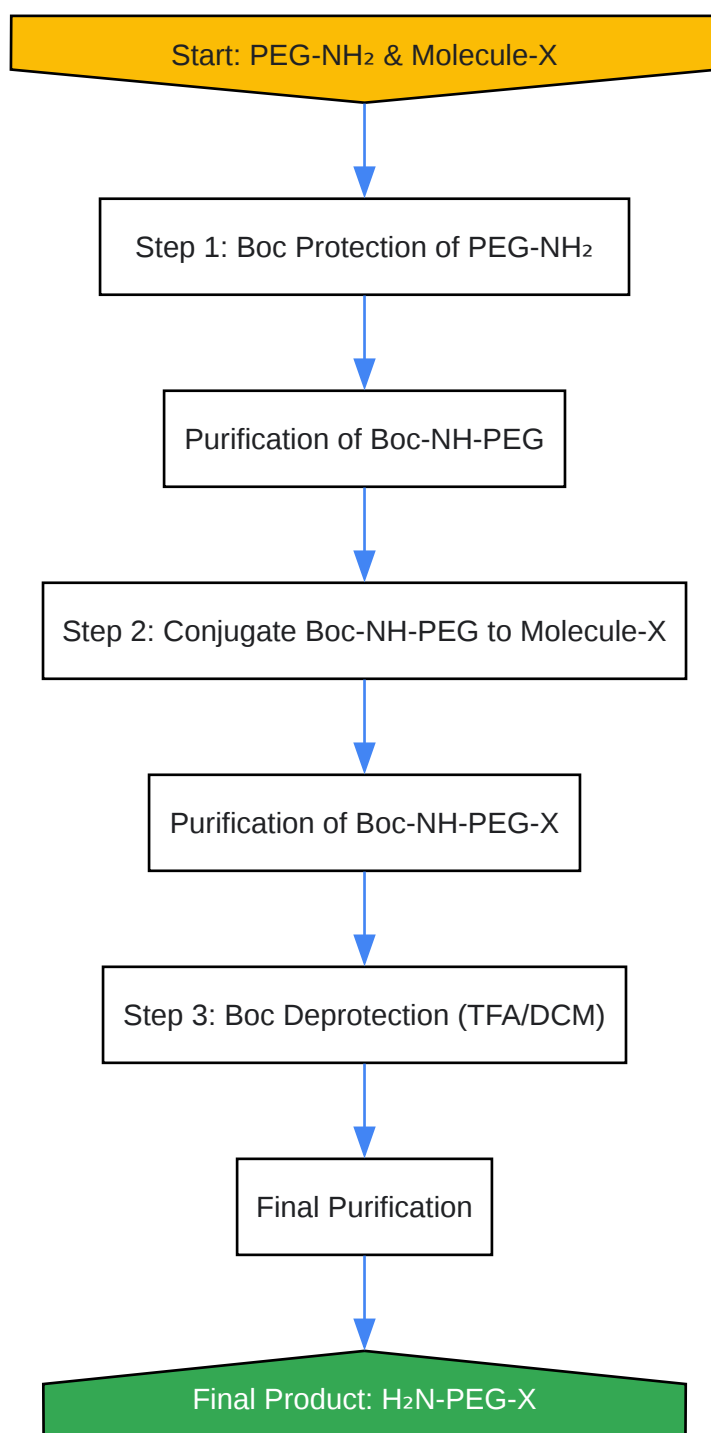 Start: PEG-NH₂ & Molecule-X
Step 1: Boc Protection of PEG-NH₂
Purification of Boc-NH-PEG
Step 2: Conjugate Boc-NH-PEG to Molecule-X
Purification of Boc-NH-PEG-X
Step 3: Boc Deprotection (TFA/DCM)
Final Purification
Final Product: H₂N-PEG-X